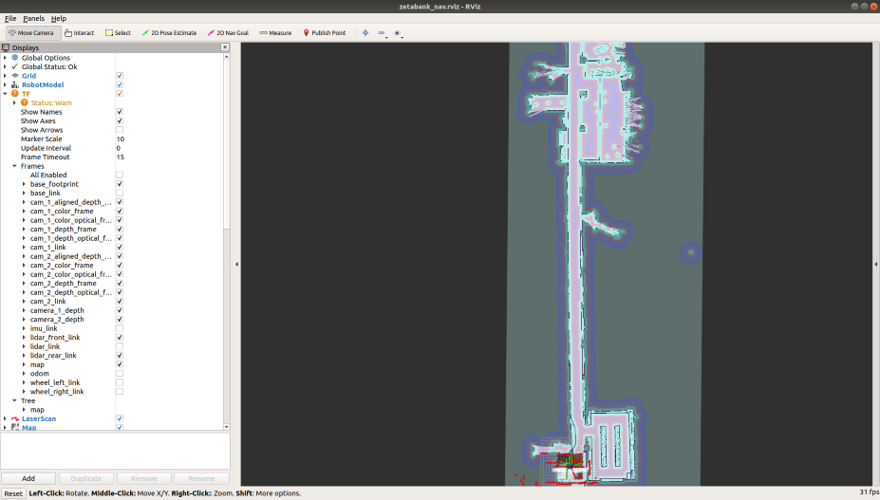 zetabank_nav.rviz - RViz
File Panels Help
Move Camera Interact Select 2D Pose Estimate 2D Nav Goal Measure Publish Point
Displays
Global Options
Global Status: Ok
Grid
RobotModel
TF
Status: Warn
Show Names
Show Axes
Show Arrows
Marker Scale 10
Update Interval 0
Frame Timeout 15
Frames
All Enabled
base_footprint
base_link
cam_1_aligned_depth_...
cam_1_color_frame
cam_1_color_optical_fr...
cam_1_depth_frame
cam_1_depth_optical_fr...
cam_1_link
cam_2_aligned_depth_...
cam_2_color_frame
cam_2_color_optical_fr...
cam_2_depth_frame
cam_2_depth_optical_fr...
cam_2_link
camera_1_depth
camera_2_depth
imu_link
lidar_front_link
lidar_link
lidar_rear_link
map
odom
wheel_left_link
wheel_right_link
Tree
map
LaserScan
Map
Add Duplicate Remove Rename
Reset Left-Click: Rotate. Middle-Click: Move X/Y. Right-Click: Zoom. Shift: More options. 31 fps